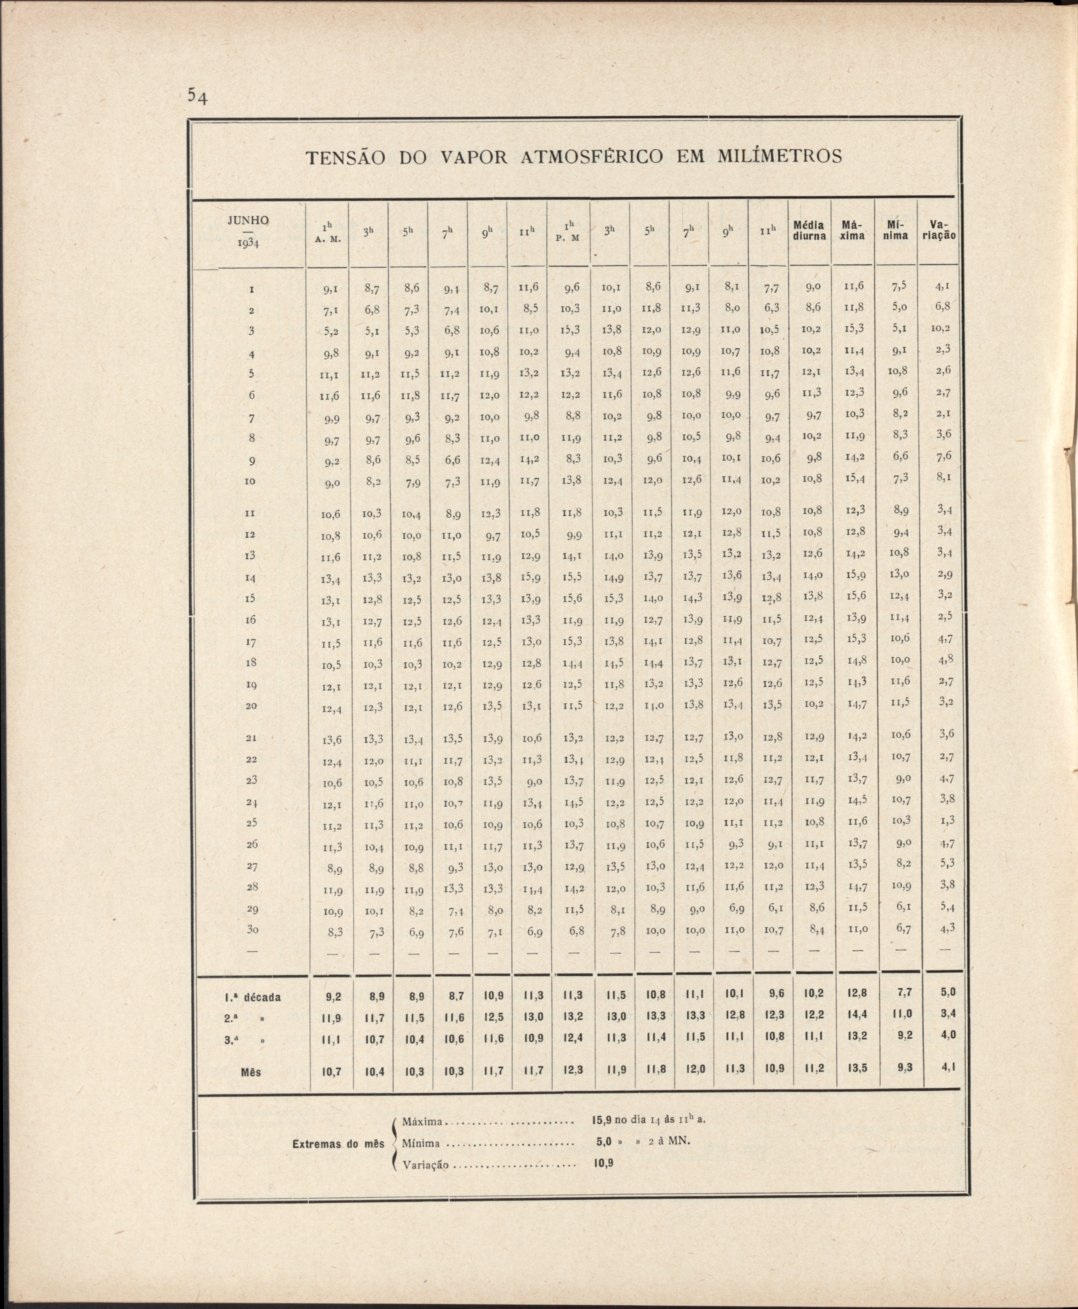 54
TENSÃO DO VAPOR ATMOSFÉRICO EM MILÍMETROS
JUNHO — 1934 1h A. M. 3h 5h 7h 9h 11h 1h P. M 3h 5h 7h 9h 11h Média diurna Má-xima Mí-nima Va-riação
1 9,1 8,7 8,6 9,4 8,7 11,6 9,6 10,1 8,6 9,1 8,1 7,7 9,0 11,6 7,5 4,1
2 7,1 6,8 7,3 7,4 10,1 8,5 10,3 11,0 11,8 11,3 8,0 6,3 8,6 11,8 5,0 6,8
3 5,2 5,1 5,3 6,8 10,6 11,0 15,3 13,8 12,0 12,9 11,0 10,5 10,2 15,3 5,1 10,2
4 9,8 9,1 9,2 9,1 10,8 10,2 9,4 10,8 10,9 10,9 10,7 10,8 10,2 11,4 9,1 2,3
5 11,1 11,2 11,5 11,2 11,9 13,2 13,2 13,4 12,6 12,6 11,6 11,7 12,1 13,4 10,8 2,6
6 11,6 11,6 11,8 11,7 12,0 12,2 12,2 11,6 10,8 10,8 9,9 9,6 11,3 12,3 9,6 2,7
7 9,9 9,7 9,3 9,2 10,0 9,8 8,8 10,2 9,8 10,0 10,0 9,7 9,7 10,3 8,2 2,1
8 9,7 9,7 9,6 8,3 11,0 11,0 11,9 11,2 9,8 10,5 9,8 9,4 10,2 11,9 8,3 3,6
9 9,2 8,6 8,5 6,6 12,4 14,2 8,3 10,3 9,6 10,4 10,1 10,6 9,8 14,2 6,6 7,6
10 9,0 8,2 7,9 7,3 11,9 11,7 13,8 12,4 12,0 12,6 11,4 10,2 10,8 15,4 7,3 8,1
11 10,6 10,3 10,4 8,9 12,3 11,8 11,8 10,3 11,5 11,9 12,0 10,8 10,8 12,3 8,9 3,4
12 10,8 10,6 10,0 11,0 9,7 10,5 9,9 11,1 11,2 12,1 12,8 11,5 10,8 12,8 9,4 3,4
13 11,6 11,2 10,8 11,5 11,9 12,9 14,1 14,0 13,9 13,5 13,2 13,2 12,6 14,2 10,8 3,4
14 13,4 13,3 13,2 13,0 13,8 15,9 15,5 14,9 13,7 13,7 13,6 13,4 14,0 15,9 13,0 2,9
15 13,1 12,8 12,5 12,5 13,3 13,9 15,6 15,3 14,0 14,3 13,9 12,8 13,8 15,6 12,4 3,2
16 13,1 12,7 12,5 12,6 12,4 13,3 11,9 11,9 12,7 13,9 11,9 11,5 12,4 13,9 11,4 2,5
17 11,5 11,6 11,6 11,6 12,5 13,0 15,3 13,8 14,1 12,8 11,4 10,7 12,5 15,3 10,6 4,7
18 10,5 10,3 10,3 10,2 12,9 12,8 14,4 14,5 14,4 13,7 13,1 12,7 12,5 14,8 10,0 4,8
19 12,1 12,1 12,1 12,1 12,9 12,6 12,5 11,8 13,2 13,3 12,6 12,6 12,5 14,3 11,6 2,7
20 12,4 12,3 12,1 12,6 13,5 13,1 11,5 12,2 14,0 13,8 13,4 13,5 10,2 14,7 11,5 3,2
21 13,6 13,3 13,4 13,5 13,9 10,6 13,2 12,2 12,7 12,7 13,0 12,8 12,9 14,2 10,6 3,6
22 12,4 12,0 11,1 11,7 13,2 11,3 13,4 12,9 12,4 12,5 11,8 11,2 12,1 13,4 10,7 2,7
23 10,6 10,5 10,6 10,8 13,5 9,0 13,7 11,9 12,5 12,1 12,6 12,7 11,7 13,7 9,0 4,7
24 12,1 11,6 11,0 10,7 11,9 13,4 14,5 12,2 12,5 12,2 12,0 11,4 11,9 14,5 10,7 3,8
25 11,2 11,3 11,2 10,6 10,9 10,6 10,3 10,8 10,7 10,9 11,1 11,2 10,8 11,6 10,3 1,3
26 11,3 10,4 10,9 11,1 11,7 11,3 13,7 11,9 10,6 11,5 9,3 9,1 11,1 13,7 9,0 4,7
27 8,9 8,9 8,8 9,3 13,0 13,0 12,9 13,5 13,0 12,4 12,2 12,0 11,4 13,5 8,2 5,3
28 11,9 11,9 11,9 13,3 13,3 14,4 14,2 12,0 10,3 11,6 11,6 11,2 12,3 14,7 10,9 3,8
29 10,9 10,1 8,2 7,4 8,0 8,2 11,5 8,1 8,9 9,0 6,9 6,1 8,6 11,5 6,1 5,4
30 8,3 7,3 6,9 7,6 7,1 6,9 6,8 7,8 10,0 10,0 11,0 10,7 8,4 11,0 6,7 4,3
— — — — — — — — — — — — — — — — —
1.ª década 9,2 8,9 8,9 8,7 10,9 11,3 11,3 11,5 10,8 11,1 10,1 9,6 10,2 12,8 7,7 5,0
2.ª » 11,9 11,7 11,5 11,6 12,5 13,0 13,2 13,0 13,3 13,3 12,8 12,3 12,2 14,4 11,0 3,4
3.ª » 11,1 10,7 10,4 10,6 11,6 10,9 12,4 11,3 11,4 11,5 11,1 10,8 11,1 13,2 9,2 4,0
Mês 10,7 10,4 10,3 10,3 11,7 11,7 12,3 11,9 11,8 12,0 11,3 10,9 11,2 13,5 9,3 4,1
Máxima........................ 15,9 no dia 14 às 11h a.
Extremas do mês Mínima ........................ 5,0 » » 2 à MN.
Variação ....................... 10,9